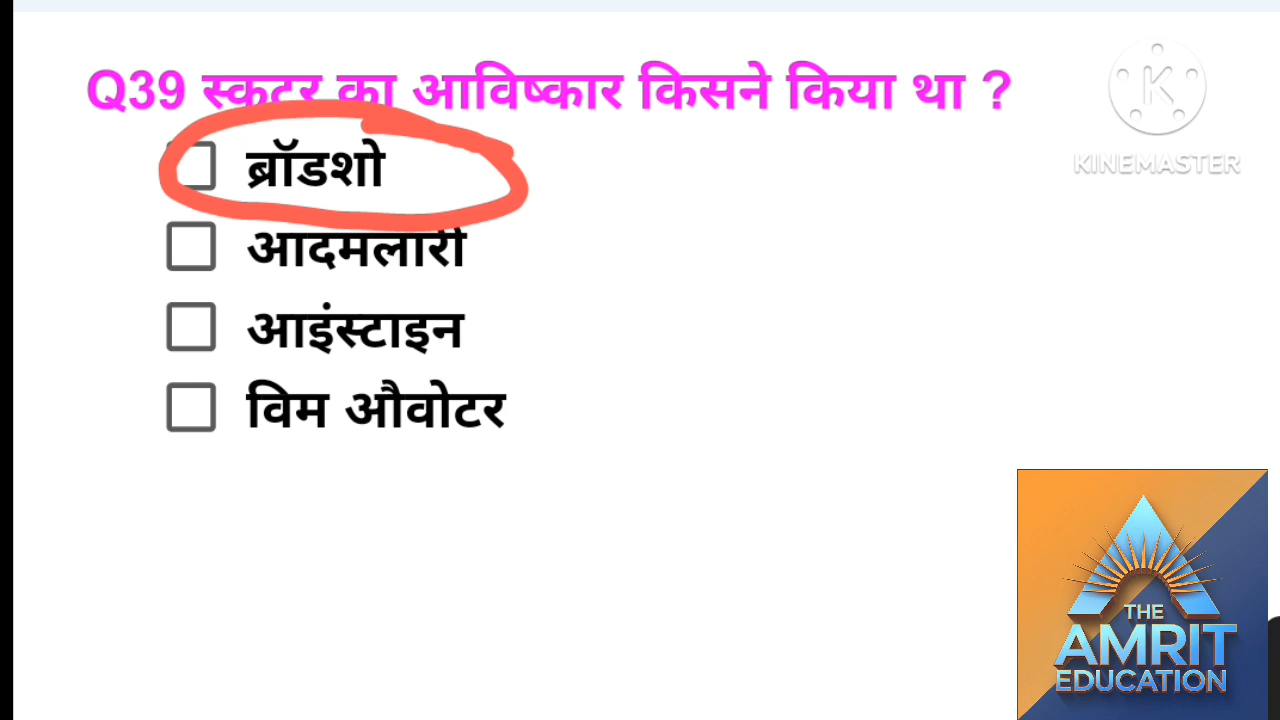 Q39 स्कूटर का आविष्कार किसने किया था ?
ब्रॉडशो
आदमलारी
आइंस्टाइन
विम औवोटर
KINEMASTER
THE
AMRIT
EDUCATION